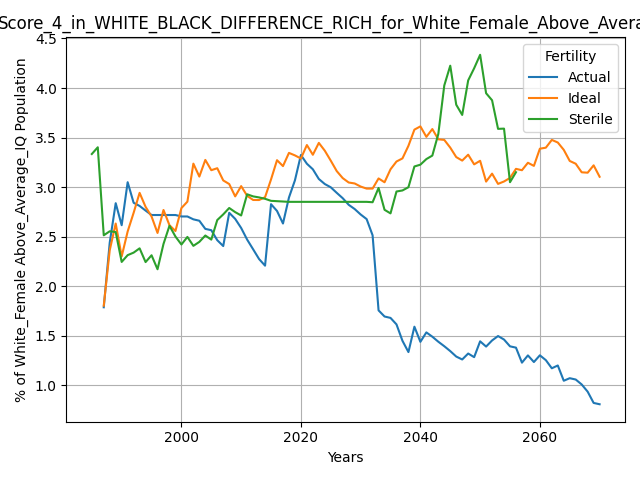 Score_4_in_WHITE_BLACK_DIFFERENCE_RICH_for_White_Female_Above_Avera
% of White_Female Above_Average_IQ Population
4.5
4.0
3.5
3.0
2.5
2.0
1.5
1.0
Fertility
Actual
Ideal
Sterile
2000
2020
2040
2060
Years